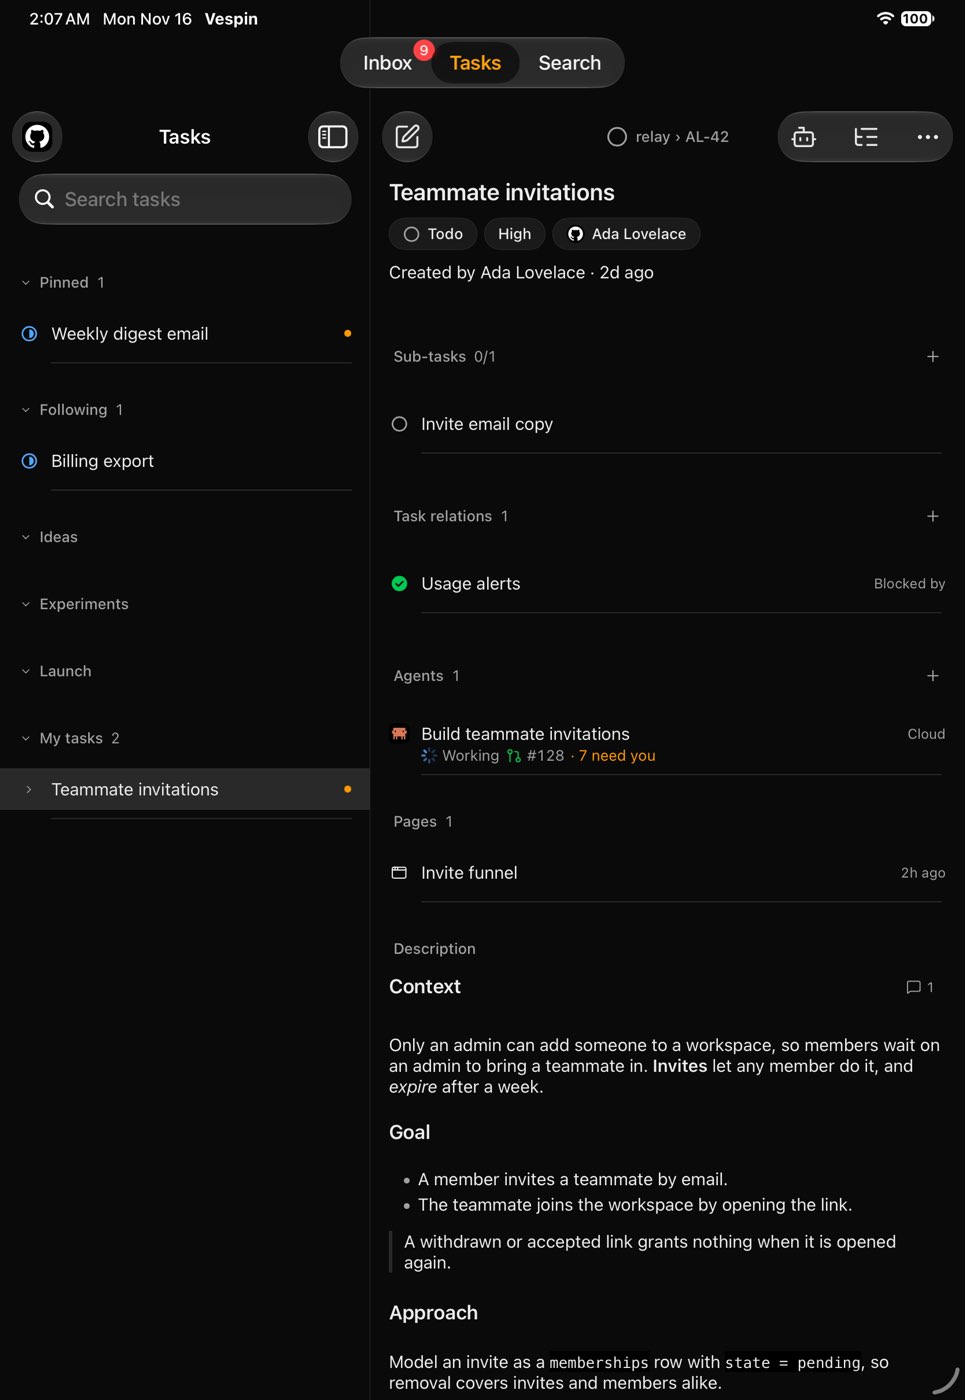 2:07 AM Mon Nov 16 Vespin
100
Inbox 9 Tasks Search
Tasks
Search tasks
Pinned 1
Weekly digest email
Following 1
Billing export
Ideas
Experiments
Launch
My tasks 2
Teammate invitations
relay › AL-42
Teammate invitations
Todo High Ada Lovelace
Created by Ada Lovelace · 2d ago
Sub-tasks 0/1
Invite email copy
Task relations 1
Usage alerts Blocked by
Agents 1
Build teammate invitations Cloud
Working #128 · 7 need you
Pages 1
Invite funnel 2h ago
Description
Context 1
Only an admin can add someone to a workspace, so members wait on
an admin to bring a teammate in. Invites let any member do it, and
expire after a week.
Goal
• A member invites a teammate by email.
• The teammate joins the workspace by opening the link.
A withdrawn or accepted link grants nothing when it is opened
again.
Approach
Model an invite as a memberships row with state = pending, so
removal covers invites and members alike.